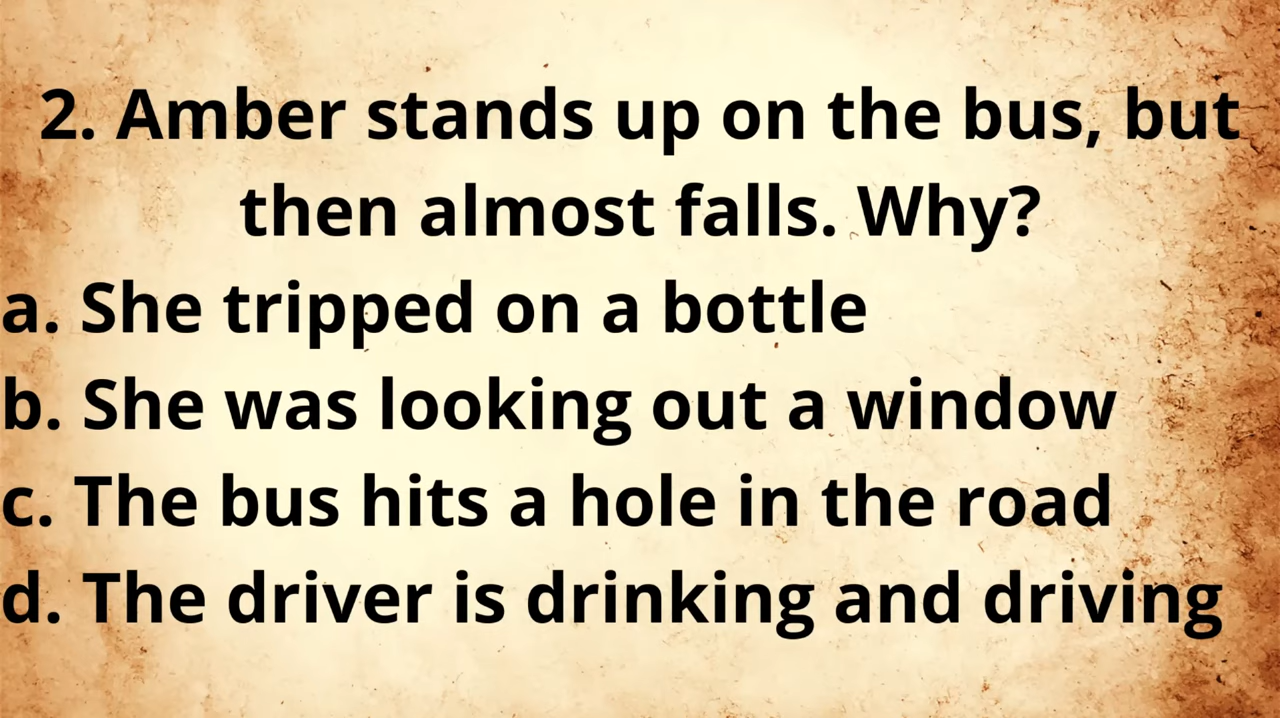 2. Amber stands up on the bus, but
then almost falls. Why?
a. She tripped on a bottle
b. She was looking out a window
c. The bus hits a hole in the road
d. The driver is drinking and driving